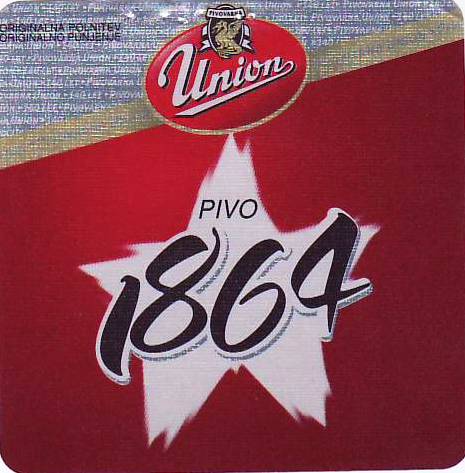 PIVOVARNA
Union
ORIGINALNA POLNITEV
ORIGINALNO PUNJENJE
PIVO
1864